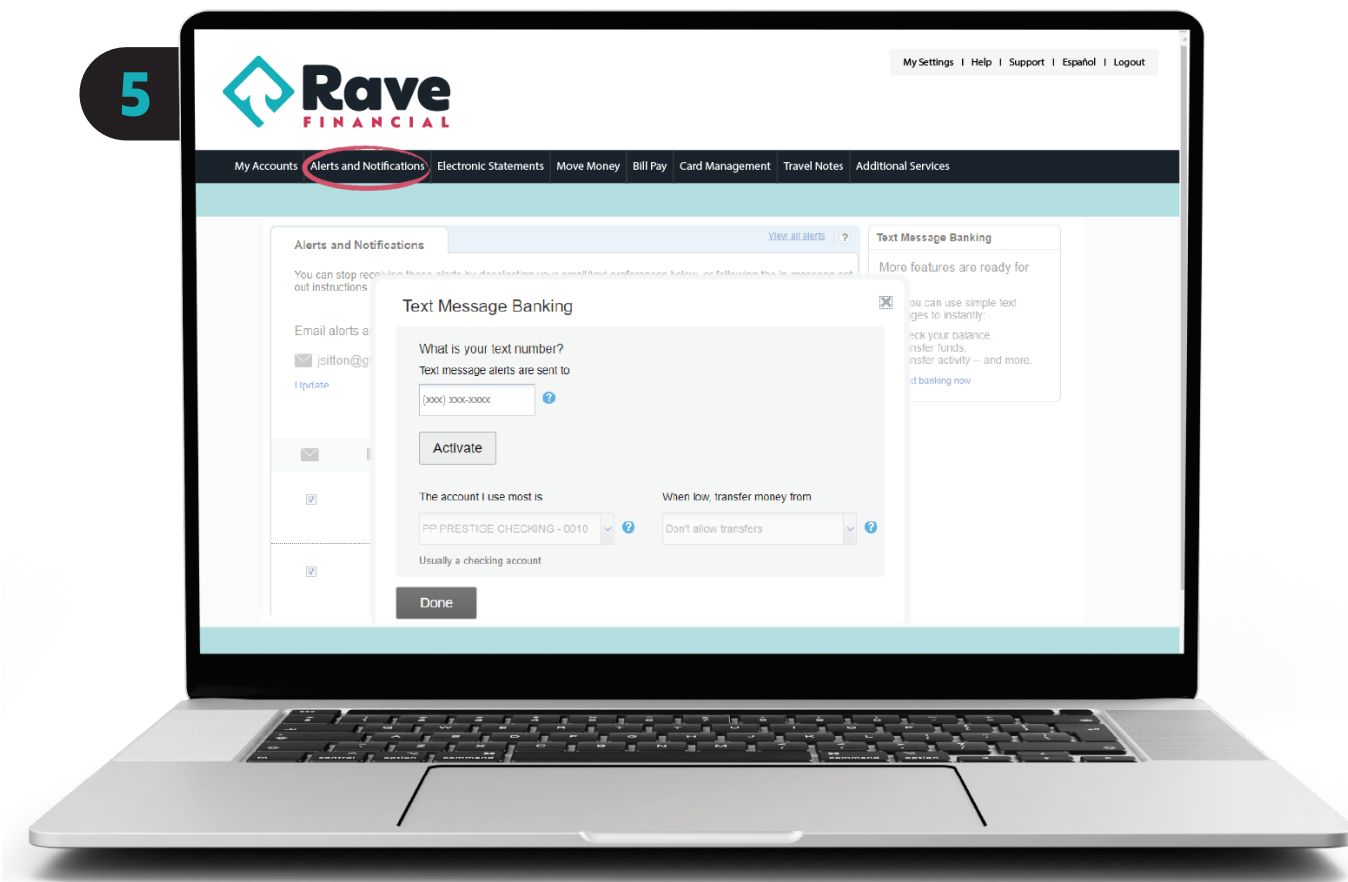 5
Rave
FINANCIAL
My Settings | Help | Support | Español | Logout
My Accounts Alerts and Notifications Electronic Statements Move Money Bill Pay Card Management Travel Notes Additional Services
Alerts and Notifications
View all alerts ?
Text Message Banking
You can stop receiving these alerts by deselecting your email/text preferences below, or following the in-message opt
out instructions
More features are ready for
Text Message Banking
ou can use simple text
ges to instantly:
Email alerts a
eck your balance.
nsfer funds.
nsfer activity -- and more.
jsitton@g
Update
xt banking now
What is your text number?
Text message alerts are sent to
(xxx) xxx-xxxx ?
Activate
The account I use most is
When low, transfer money from
PP PRESTIGE CHECKING - 0010 ?
Don't allow transfers ?
Usually a checking account
Done
fn control option command command option